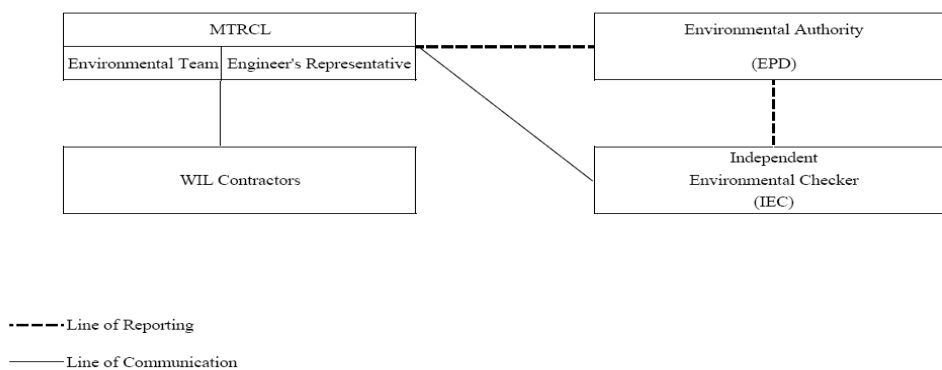 MTRCL
Environmental Team
Engineer's Representative
WIL Contractors
Environmental Authority
(EPD)
Independent
Environmental Checker
(IEC)
Line of Reporting
Line of Communication